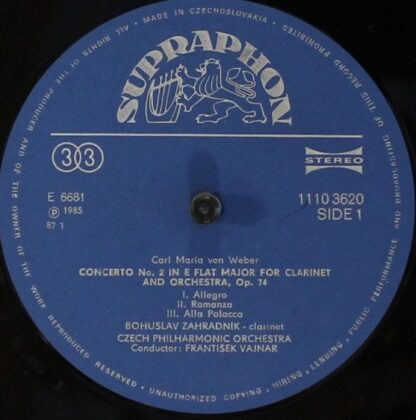 • MADE IN CZECHOSLOVAKIA • ALL RIGHTS OF THE PRODUCER AND OF THE OWNER OF THE WORK REPRODUCED RESERVED • UNAUTHORIZED COPYING, HIRING, LENDING, PUBLIC PERFORMANCE AND BROADCASTING OF THIS RECORD PROHIBITED
SUPRAPHON
33
STEREO
E 6681
1110 3620
Ⓟ 1985
SIDE 1
87 1
Carl Maria von Weber
CONCERTO No. 2 IN E FLAT MAJOR FOR CLARINET
AND ORCHESTRA, Op. 74
I. Allegro
II. Romanza
III. Alla Polacca
BOHUSLAV ZAHRADNÍK - clarinet
CZECH PHILHARMONIC ORCHESTRA
Conductor: FRANTIŠEK VAJNAR